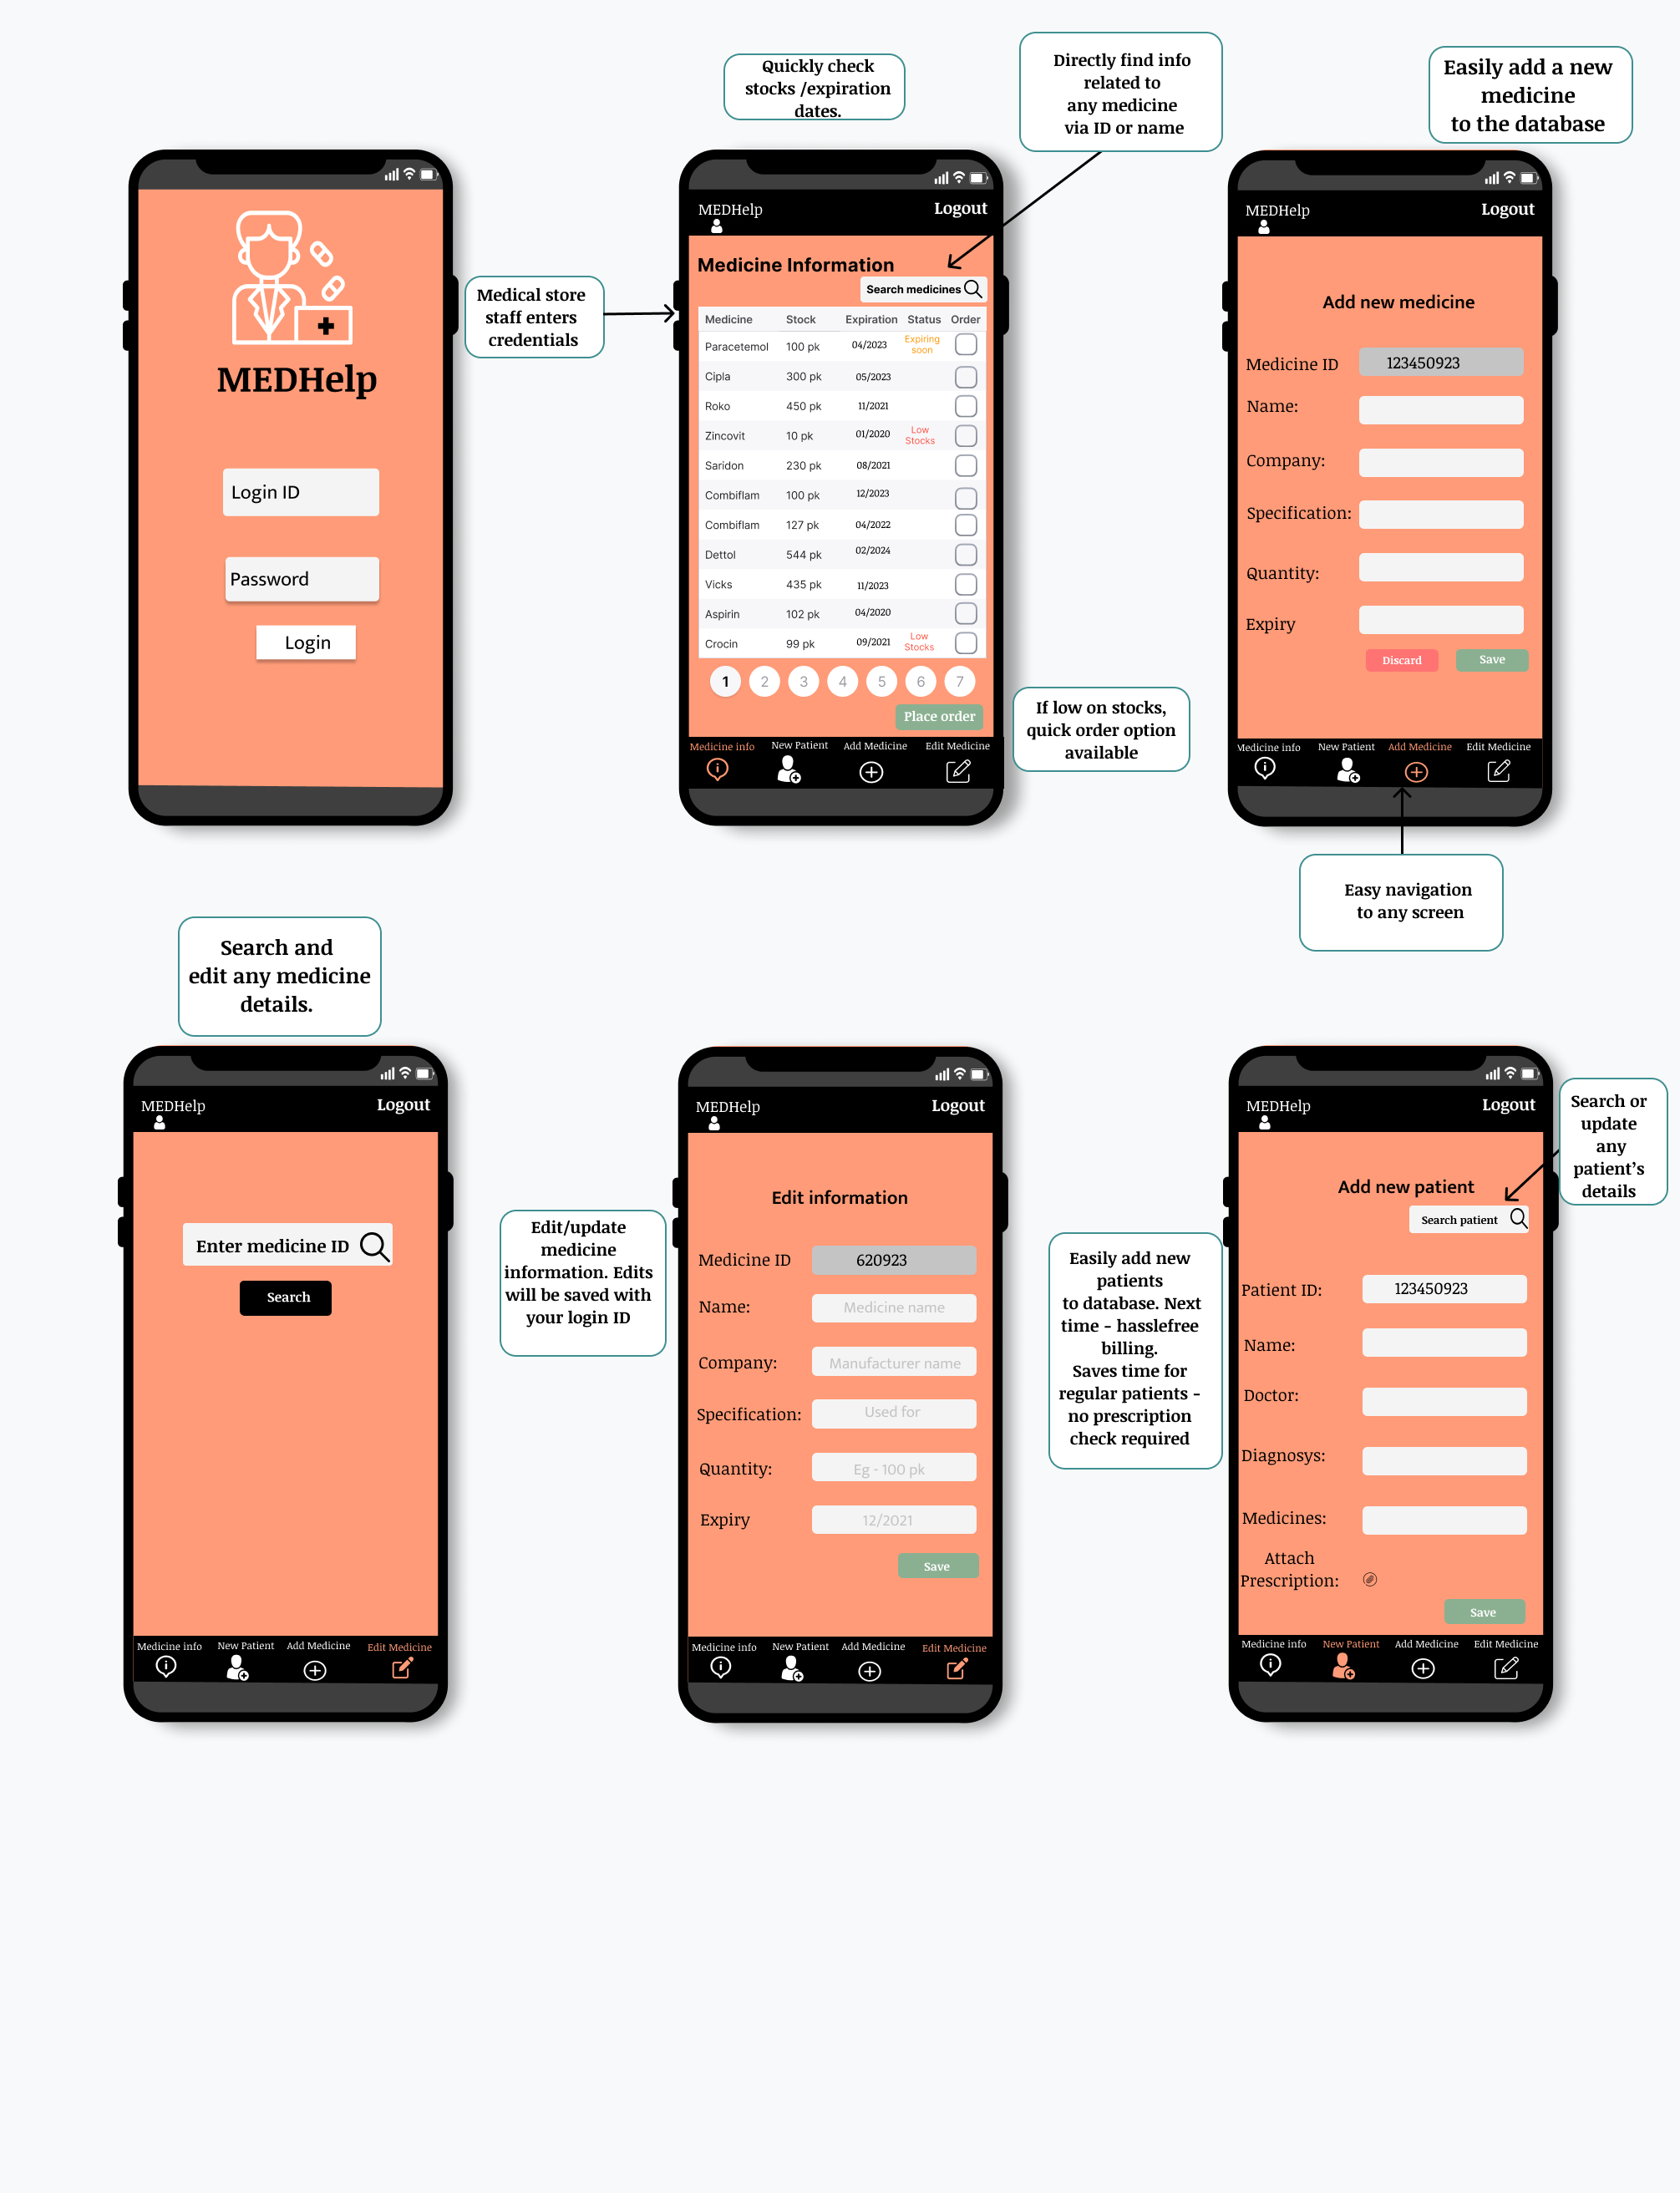 Quickly check
stocks /expiration
dates.
Directly find info
related to
any medicine
via ID or name
Easily add a new
medicine
to the database
MEDHelp
Login ID
Password
Login
Medical store
staff enters
credentials
MEDHelp
Logout
Medicine Information
Search medicines
Medicine Stock Expiration Status Order
Paracetemol 100 pk 04/2023 Expiring soon
Cipla 300 pk 05/2023
Roko 450 pk 11/2021
Zincovit 10 pk 01/2020 Low Stocks
Saridon 230 pk 08/2021
Combiflam 100 pk 12/2023
Combiflam 127 pk 04/2022
Dettol 544 pk 02/2024
Vicks 435 pk 11/2023
Aspirin 102 pk 04/2020
Crocin 99 pk 09/2021 Low Stocks
1 2 3 4 5 6 7
Place order
Medicine info New Patient Add Medicine Edit Medicine
If low on stocks,
quick order option
available
MEDHelp
Logout
Add new medicine
Medicine ID 123450923
Name:
Company:
Specification:
Quantity:
Expiry
Discard Save
Medicine info New Patient Add Medicine Edit Medicine
Easy navigation
to any screen
Search and
edit any medicine
details.
MEDHelp
Logout
Enter medicine ID
Search
Medicine info New Patient Add Medicine Edit Medicine
Edit/update
medicine
information. Edits
will be saved with
your login ID
MEDHelp
Logout
Edit information
Medicine ID 620923
Name: Medicine name
Company: Manufacturer name
Specification: Used for
Quantity: Eg - 100 pk
Expiry 12/2021
Save
Medicine info New Patient Add Medicine Edit Medicine
Easily add new
patients
to database. Next
time - hasslefree
billing.
Saves time for
regular patients -
no prescription
check required
MEDHelp
Logout
Add new patient
Search patient
Patient ID: 123450923
Name:
Doctor:
Diagnosys:
Medicines:
Attach
Prescription:
Save
Medicine info New Patient Add Medicine Edit Medicine
Search or
update
any
patient's
details